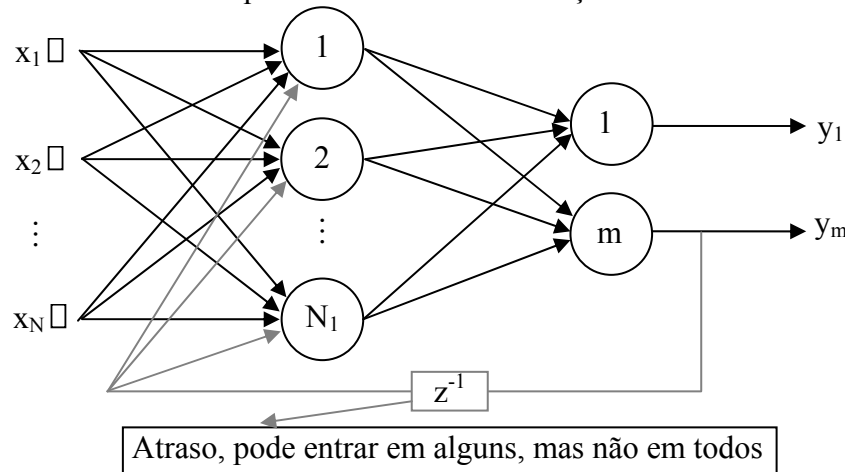 x1 1
x2 2 1 y1
⋮ ⋮ m ym
xN N1
z-1
Atraso, pode entrar em alguns, mas não em todos